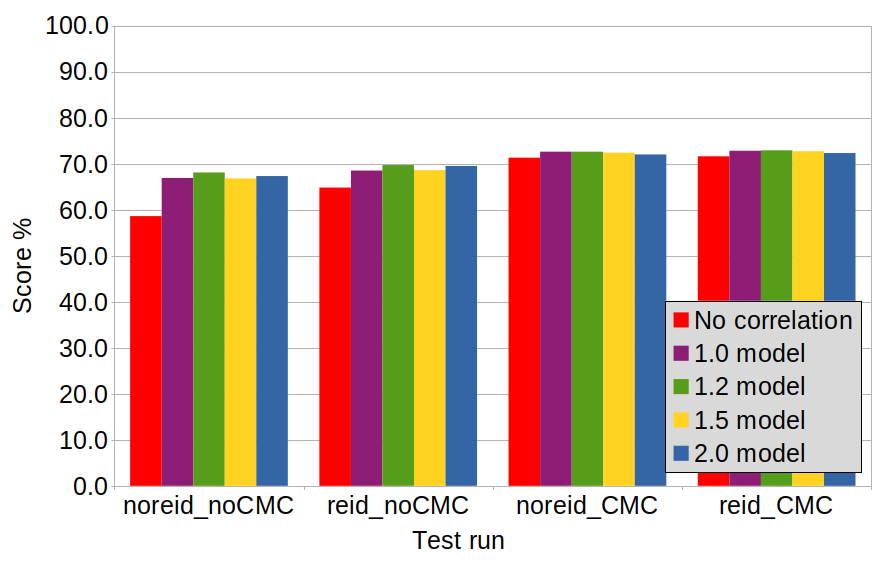 100.0
90.0
80.0
70.0
60.0
50.0
40.0
30.0
20.0
10.0
0.0
Score %
No correlation
1.0 model
1.2 model
1.5 model
2.0 model
noreid_noCMC
reid_noCMC
noreid_CMC
reid_CMC
Test run